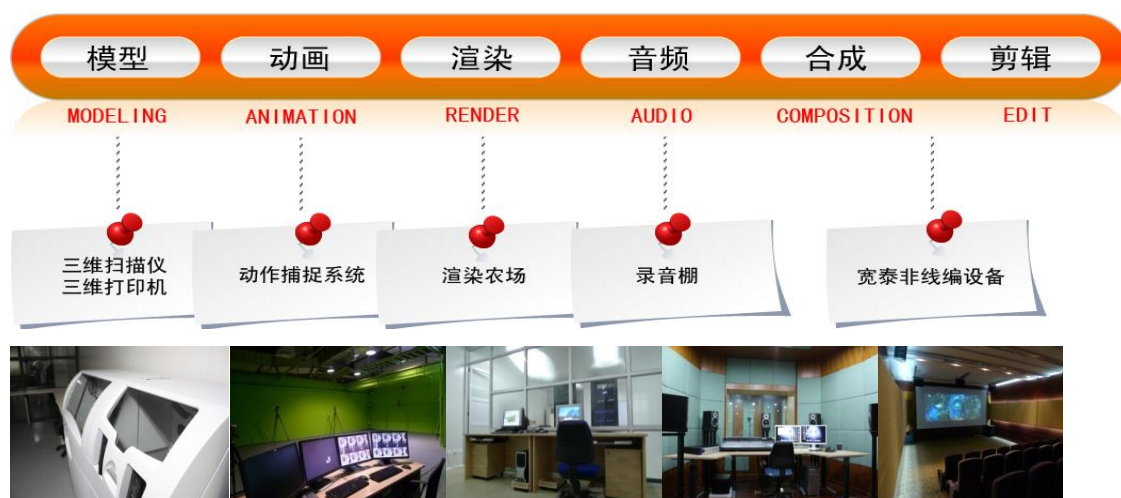 模型
动画
渲染
音频
合成
剪辑
MODELING
ANIMATION
RENDER
AUDIO
COMPOSITION
EDIT
三维扫描仪
三维打印机
动作捕捉系统
渲染农场
录音棚
宽泰非线编设备